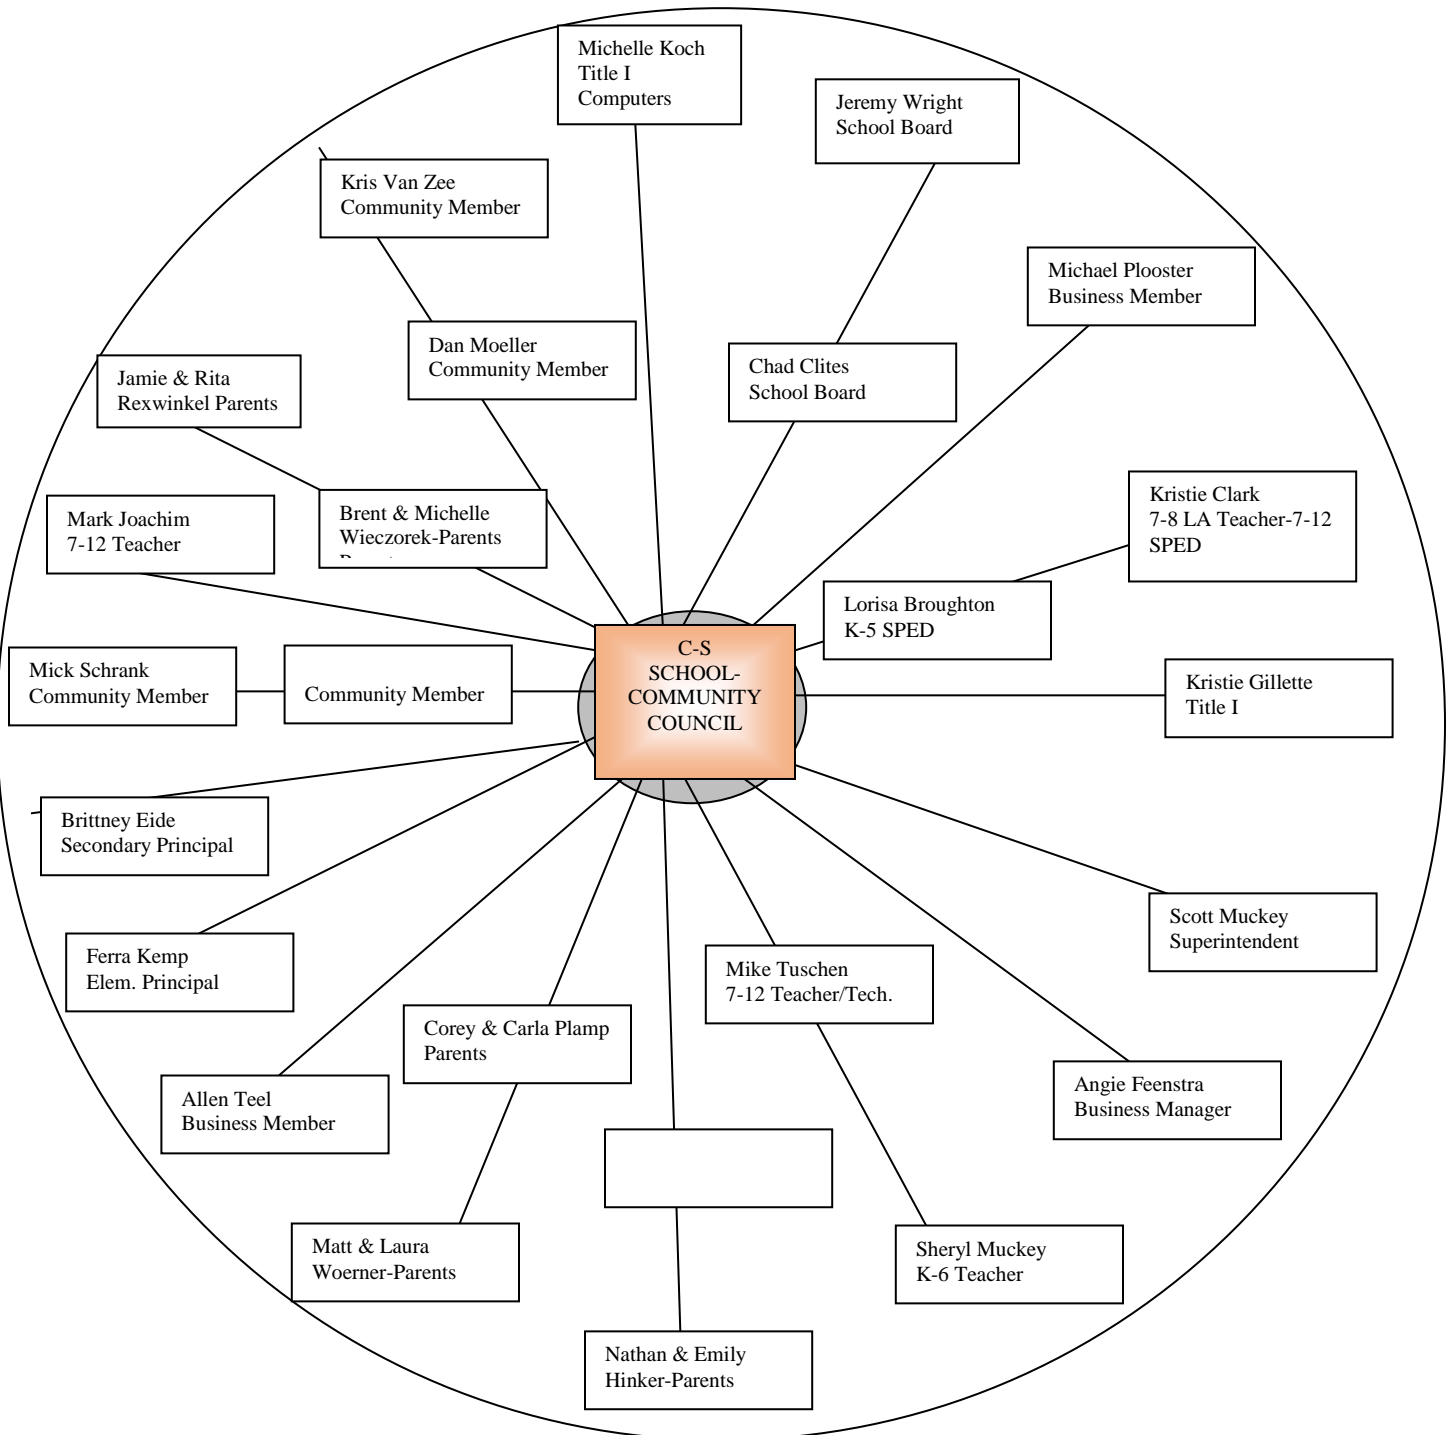 Michelle Koch
Title I
Computers
Jeremy Wright
School Board
Kris Van Zee
Community Member
Michael Plooster
Business Member
Dan Moeller
Community Member
Chad Clites
School Board
Jamie & Rita
Rexwinkel Parents
Kristie Clark
7-8 LA Teacher-7-12
SPED
Mark Joachim
7-12 Teacher
Brent & Michelle
Wieczorek-Parents
Lorisa Broughton
K-5 SPED
C-S
SCHOOL-
COMMUNITY
COUNCIL
Mick Schrank
Community Member
Community Member
Kristie Gillette
Title I
Brittney Eide
Secondary Principal
Scott Muckey
Superintendent
Ferra Kemp
Elem. Principal
Mike Tuschen
7-12 Teacher/Tech.
Corey & Carla Plamp
Parents
Allen Teel
Business Member
Angie Feenstra
Business Manager
Matt & Laura
Woerner-Parents
Sheryl Muckey
K-6 Teacher
Nathan & Emily
Hinker-Parents